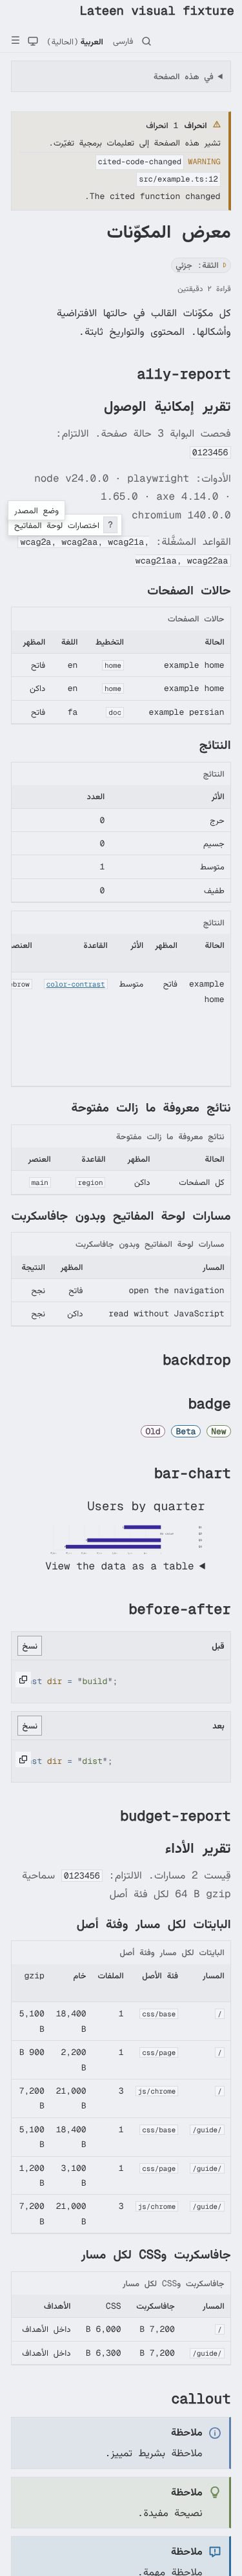 Lateen visual fixture
فارسی العربية (الحالية)
في هذه الصفحة
انحراف 1 انحراف
تشير هذه الصفحة إلى تعليمات برمجية تغيّرت.
WARNING cited-code-changed
src/example.ts:12
The cited function changed.
معرض المكوّنات
الثقة: جزئي
قراءة ٢ دقيقتين
كل مكوّنات القالب في حالتها الافتراضية
وأشكالها. المحتوى والتواريخ ثابتة.
a11y-report
تقرير إمكانية الوصول
فحصت البوابة 3 حالة صفحة. الالتزام:
0123456
الأدوات: node v24.0.0 · playwright
1.65.0 · axe 4.14.0 ·
chromium 140.0.0
وضع المصدر
? اختصارات لوحة المفاتيح
القواعد المشغَّلة: wcag2a, wcag2aa, wcag21a,
wcag21aa, wcag22aa
حالات الصفحات
حالات الصفحات
الحالة التخطيط اللغة المظهر
example home home en فاتح
example home home en داكن
example persian doc fa فاتح
النتائج
النتائج
الأثر العدد
حرج 0
جسيم 0
متوسط 1
طفيف 0
النتائج
الحالة المظهر الأثر القاعدة
example home فاتح متوسط color-contrast
نتائج معروفة ما زالت مفتوحة
نتائج معروفة ما زالت مفتوحة
الحالة المظهر القاعدة العنصر
كل الصفحات داكن region main
مسارات لوحة المفاتيح وبدون جافاسكربت
مسارات لوحة المفاتيح وبدون جافاسكربت
المسار المظهر النتيجة
open the navigation فاتح نجح
read without JavaScript داكن نجح
backdrop
badge
New Beta Old
bar-chart
Users by quarter
View the data as a table
before-after
قبل نسخ
dir = "build";
بعد نسخ
dir = "dist";
budget-report
تقرير الأداء
قيست 2 مسارات. الالتزام: 0123456 سماحية
64 B gzip لكل فئة أصل
البايتات لكل مسار وفئة أصل
البايتات لكل مسار وفئة أصل
المسار فئة الأصل الملفات خام gzip
/ css/base 1 18,400 B 5,100 B
/ css/page 1 2,200 B 900 B
/ js/chrome 3 21,000 B 7,200 B
/guide/ css/base 1 18,400 B 5,100 B
/guide/ css/page 1 3,100 B 1,200 B
/guide/ js/chrome 3 21,000 B 7,200 B
جافاسكربت وCSS لكل مسار
جافاسكربت وCSS لكل مسار
المسار جافاسكربت CSS الأهداف
/ 7,200 B 6,000 B داخل الأهداف
/guide/ 7,200 B 6,300 B داخل الأهداف
callout
ملاحظة
ملاحظة بشريط تمييز.
ملاحظة
نصيحة مفيدة.
ملاحظة
ملاحظة مهمة.